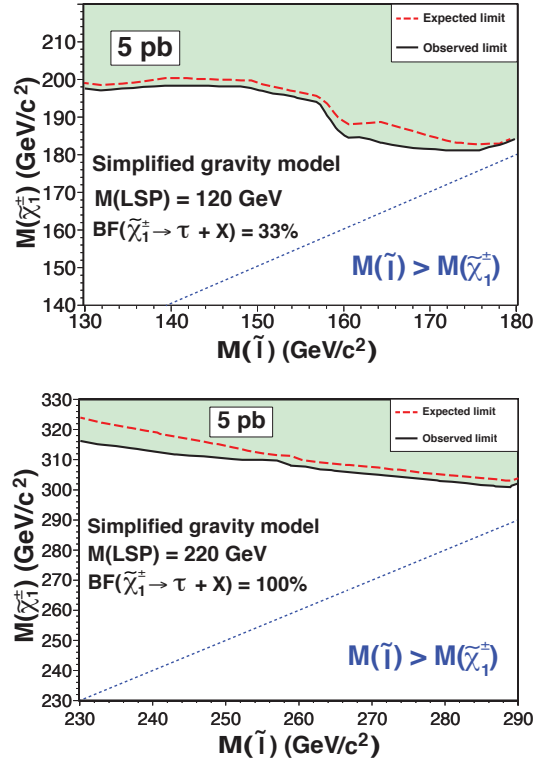 5 pb
Expected limit
Observed limit
220
210
200
190
180
170
160
150
140
M(χ̃₁±) (GeV/c²)
Simplified gravity model
M(LSP) = 120 GeV
BF(χ̃₁± → τ + X) = 33%
M(l̃) > M(χ̃₁±)
130 140 150 160 170 180
M(l̃) (GeV/c²)
5 pb
Expected limit
Observed limit
330
320
310
300
290
280
270
260
250
240
230
M(χ̃₁±) (GeV/c²)
Simplified gravity model
M(LSP) = 220 GeV
BF(χ̃₁± → τ + X) = 100%
M(l̃) > M(χ̃₁±)
230 240 250 260 270 280 290
M(l̃) (GeV/c²)